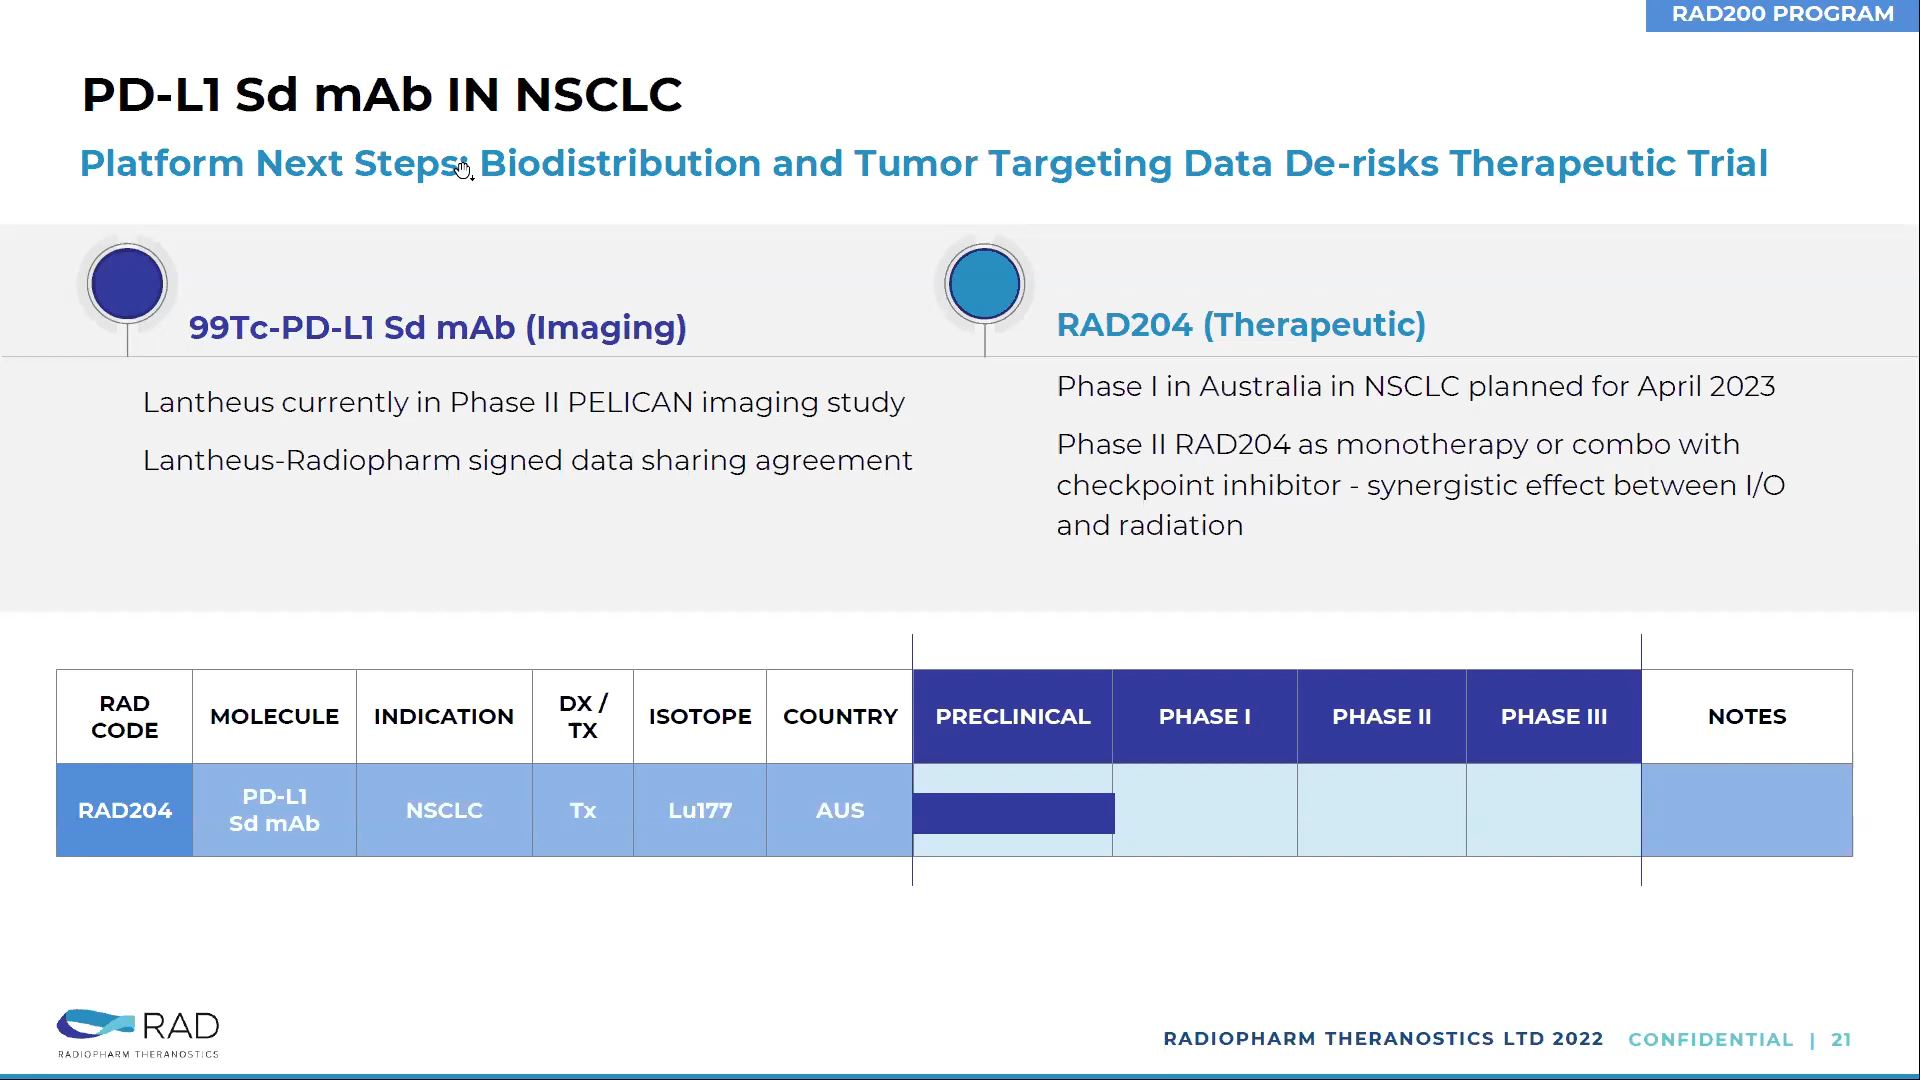 RAD200 PROGRAM
PD-L1 Sd mAb IN NSCLC
Platform Next Steps: Biodistribution and Tumor Targeting Data De-risks Therapeutic Trial
99Tc-PD-L1 Sd mAb (Imaging)
Lantheus currently in Phase II PELICAN imaging study
Lantheus-Radiopharm signed data sharing agreement
RAD204 (Therapeutic)
Phase I in Australia in NSCLC planned for April 2023
Phase II RAD204 as monotherapy or combo with
checkpoint inhibitor - synergistic effect between I/O
and radiation
RAD
CODE
MOLECULE
INDICATION
DX /
TX
ISOTOPE
COUNTRY
PRECLINICAL
PHASE I
PHASE II
PHASE III
NOTES
RAD204
PD-L1
Sd mAb
NSCLC
Tx
Lu177
AUS
RAD
RADIOPHARM THERANOSTICS
RADIOPHARM THERANOSTICS LTD 2022 CONFIDENTIAL | 21